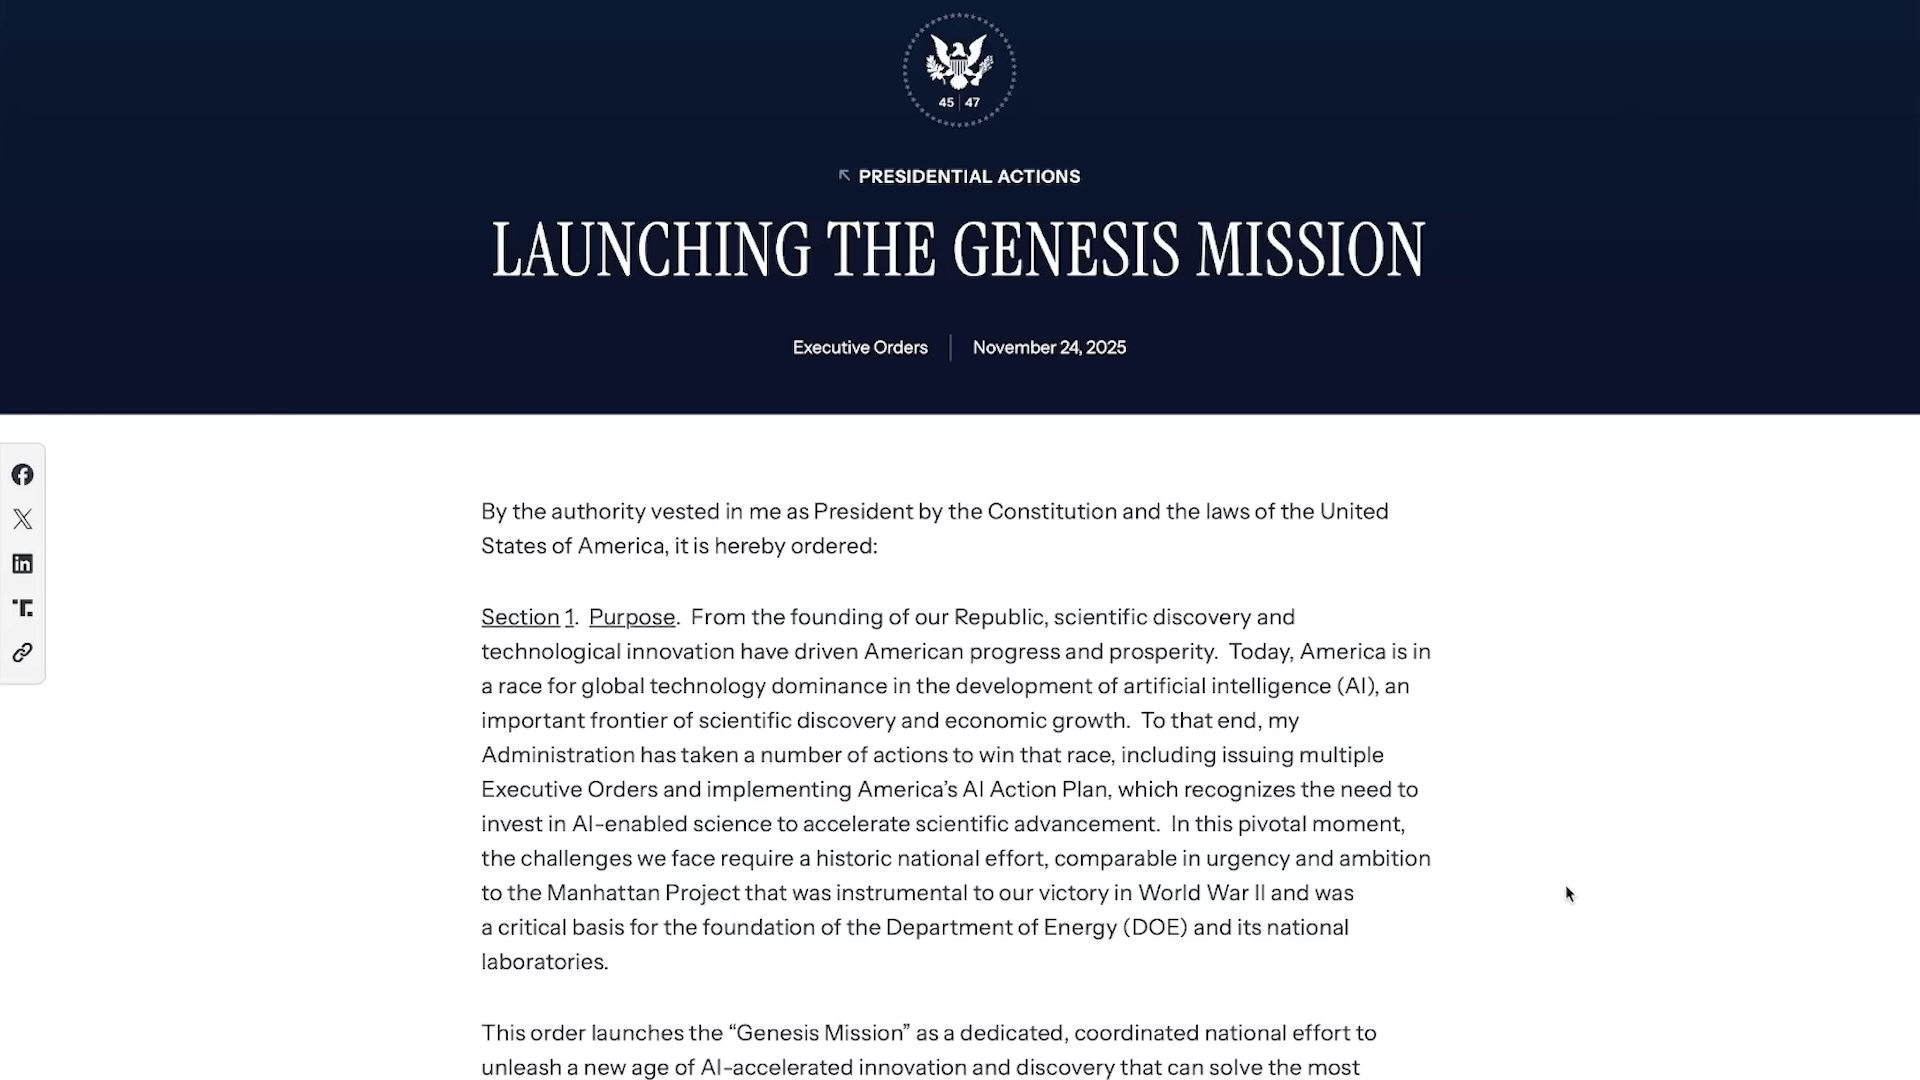 45 47
PRESIDENTIAL ACTIONS
LAUNCHING THE GENESIS MISSION
Executive Orders
November 24, 2025
By the authority vested in me as President by the Constitution and the laws of the United
States of America, it is hereby ordered:
Section 1.  Purpose.  From the founding of our Republic, scientific discovery and
technological innovation have driven American progress and prosperity.  Today, America is in
a race for global technology dominance in the development of artificial intelligence (AI), an
important frontier of scientific discovery and economic growth.  To that end, my
Administration has taken a number of actions to win that race, including issuing multiple
Executive Orders and implementing America’s AI Action Plan, which recognizes the need to
invest in AI-enabled science to accelerate scientific advancement.  In this pivotal moment,
the challenges we face require a historic national effort, comparable in urgency and ambition
to the Manhattan Project that was instrumental to our victory in World War II and was
a critical basis for the foundation of the Department of Energy (DOE) and its national
laboratories.
This order launches the “Genesis Mission” as a dedicated, coordinated national effort to
unleash a new age of AI-accelerated innovation and discovery that can solve the most